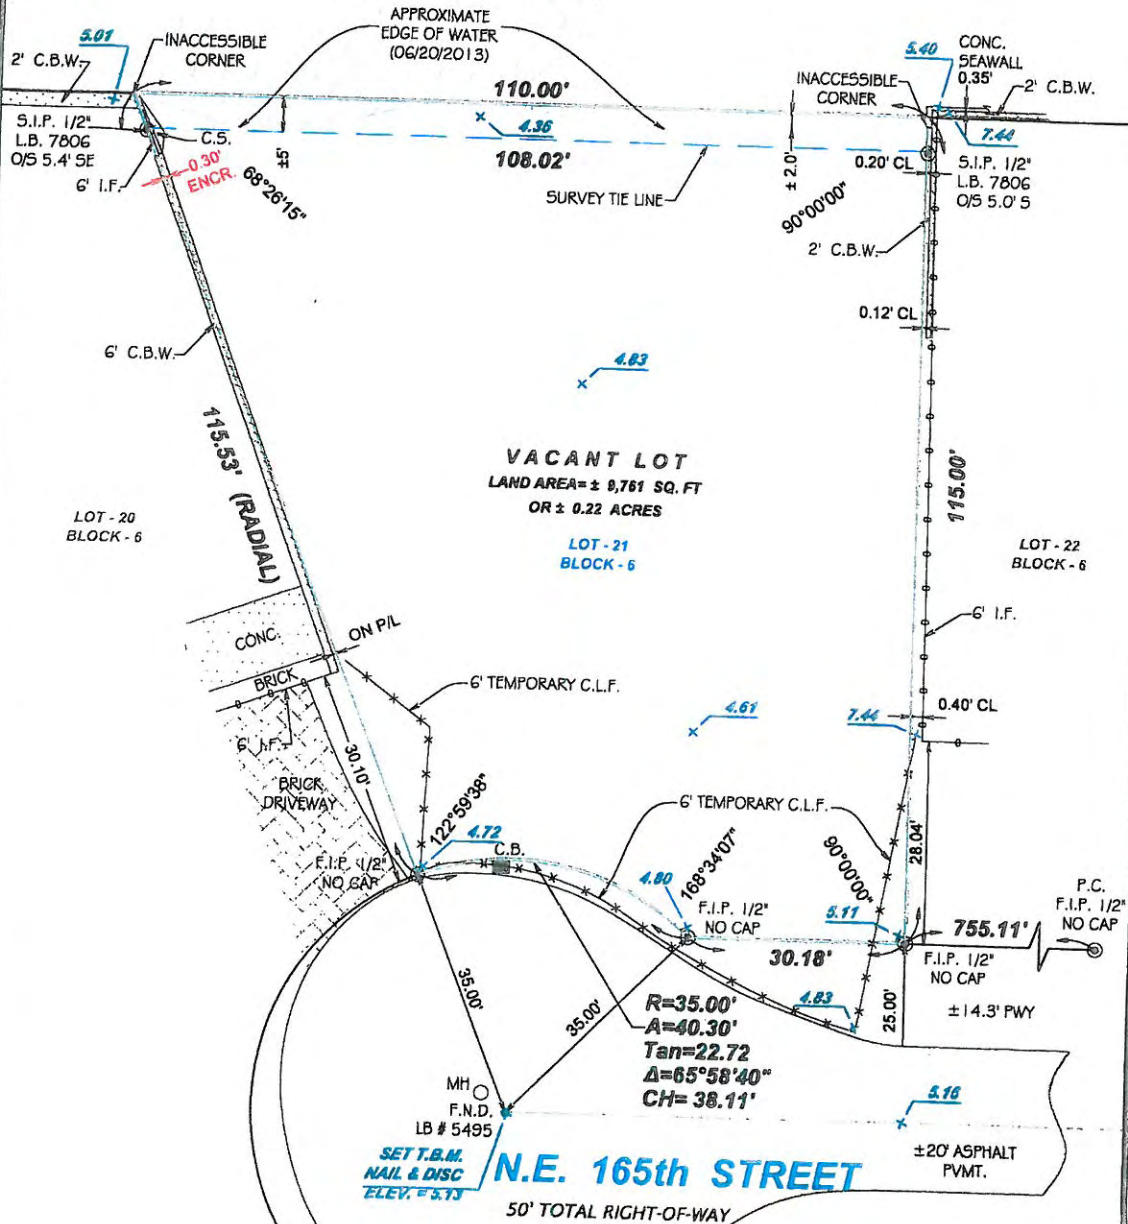 APPROXIMATE
EDGE OF WATER
(06/20/2013)
5.01
INACCESSIBLE
CORNER
2' C.B.W.
5.40
CONC.
SEAWALL
0.35'
INACCESSIBLE
CORNER
2' C.B.W.
110.00'
4.36
7.44
S.I.P. 1/2"
L.B. 7806
O/S 5.4' SE
C.S.
6' I.F.
0.30'
ENCR.
68°26'15"
±5
108.02'
SURVEY TIE LINE
±2.0'
90°00'00"
0.20' CL
S.I.P. 1/2"
L.B. 7806
O/S 5.0' S
2' C.B.W.
0.12' CL
6' C.B.W.
4.83
115.53' (RADIAL)
VACANT LOT
LAND AREA= ± 9,761 SQ. FT
OR ± 0.22 ACRES
LOT - 21
BLOCK - 6
115.00'
LOT - 20
BLOCK - 6
LOT - 22
BLOCK - 6
CONC.
ON P/L
BRICK
6' I.F.
6' TEMPORARY C.L.F.
6' I.F.
4.61
7.44
0.40' CL
6' I.F.
30.10'
BRICK
DRIVEWAY
122°59'38"
4.72
C.B.
6' TEMPORARY C.L.F.
28.04'
F.I.P. 1/2"
NO CAP
4.80
168°34'07"
90°00'00"
F.I.P. 1/2"
NO CAP
5.11
755.11'
P.C.
F.I.P. 1/2"
NO CAP
30.18'
F.I.P. 1/2"
NO CAP
35.00'
35.00'
4.83
25.00'
±14.3' PWY
R=35.00'
A=40.30'
Tan=22.72
Δ=65°58'40"
CH= 38.11'
MH
F.N.D.
LB # 5495
5.16
SET T.B.M.
NAIL & DISC
ELEV. = 5.13
N.E. 165th STREET
50' TOTAL RIGHT-OF-WAY
±20' ASPHALT
PVMT.